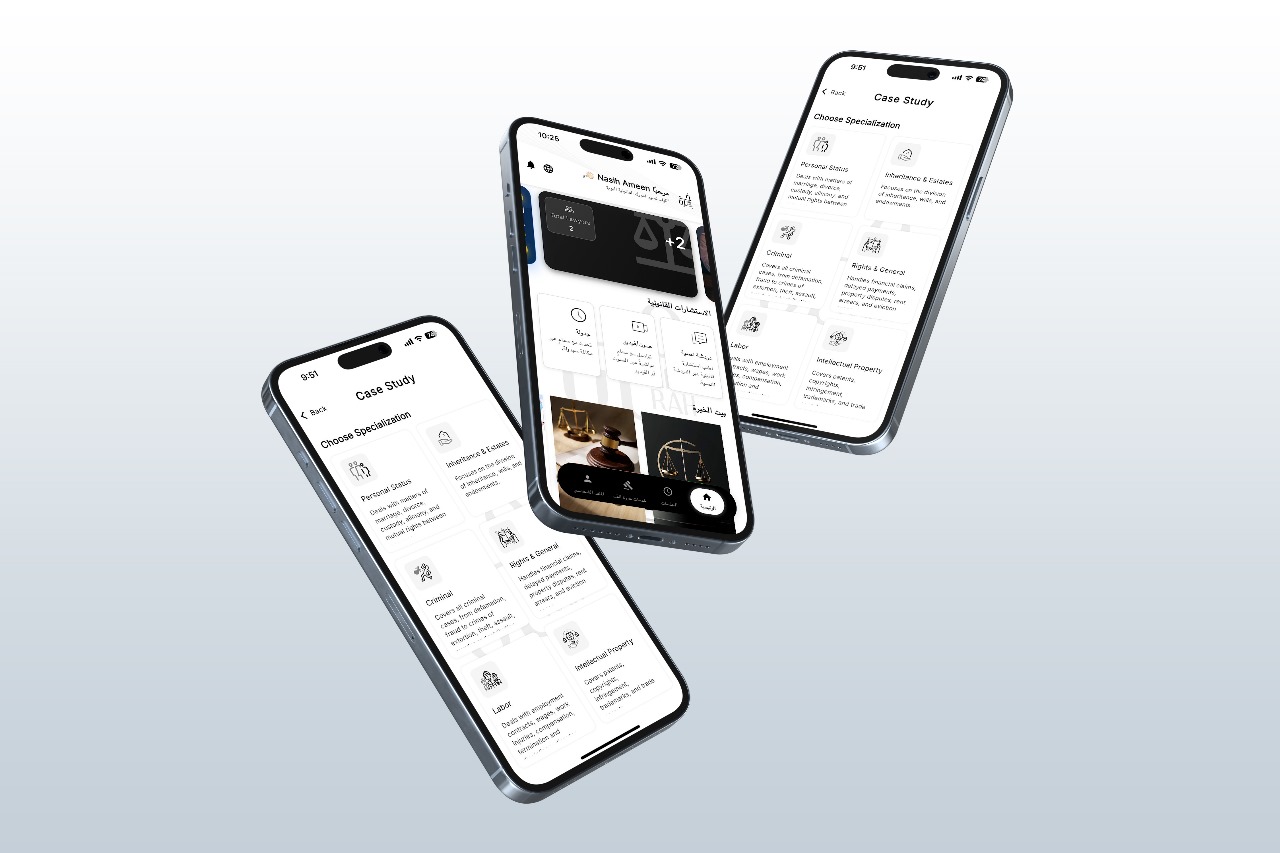 9:51
Back
Case Study
Choose Specialization
Personal Status
Deals with matters of
marriage, divorce,
custody, alimony, and
mutual rights between
Inheritance & Estates
Focuses on the division
of inheritance, wills, and
endowments.
Criminal
Covers all criminal
cases, from defamation,
fraud to crimes of
extortion, theft, assault,
Rights & General
Handles financial claims,
delayed payments,
property disputes, rent
arrears, and eviction
Labor
Deals with employment
contracts, wages, work
injuries, compensation,
termination and
Intellectual Property
Covers patents,
copyrights,
infringement,
trademarks, and trade
10:26
مرحبًا Nasih Ameen
2
+2
الاستشارات القانونية
جدولة
بيت الخبرة
الرئيسية
9:51
Back
Case Study
Choose Specialization
Personal Status
Deals with matters of
marriage, divorce,
custody, alimony, and
mutual rights between
Inheritance & Estates
Focuses on the division
of inheritance, wills, and
endowments.
Criminal
Covers all criminal
cases, from defamation,
fraud to crimes of
extortion, theft, assault,
Rights & General
Handles financial claims,
delayed payments,
property disputes, rent
arrears, and eviction
Labor
with employment
wages, work
compensation,
and
Intellectual Property
Covers patents,
copyrights,
infringement,
trademarks, and trade